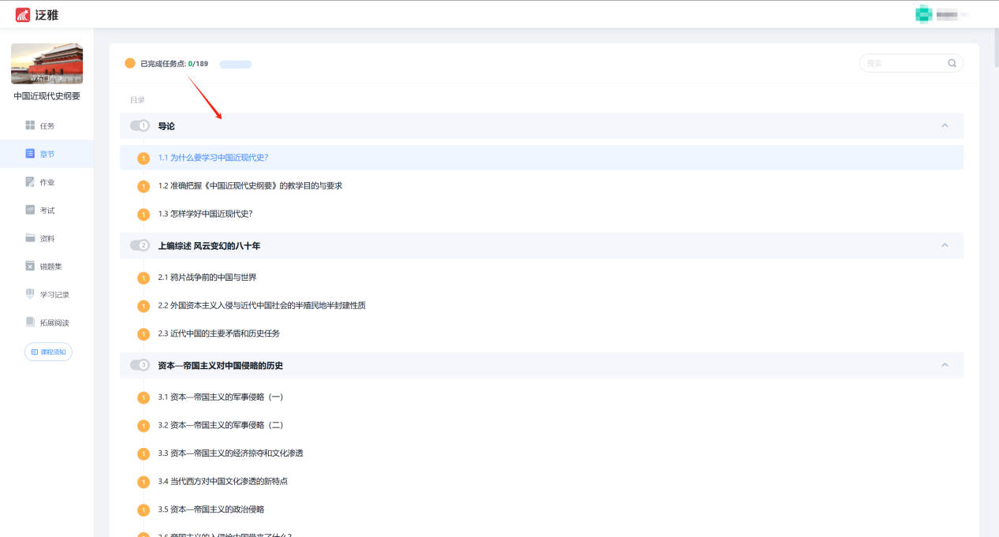 泛雅
课程门户
中国近现代史纲要
任务
章节
作业
考试
资料
错题集
学习记录
拓展阅读
课程须知
已完成任务点: 0/189
搜索
目录
1 导论
1 1.1 为什么要学习中国近现代史?
1 1.2 准确把握《中国近现代史纲要》的教学目的与要求
1 1.3 怎样学好中国近现代史?
2 上编综述 风云变幻的八十年
1 2.1 鸦片战争前的中国与世界
1 2.2 外国资本主义入侵与近代中国社会的半殖民地半封建性质
1 2.3 近代中国的主要矛盾和历史任务
3 资本—帝国主义对中国侵略的历史
1 3.1 资本—帝国主义的军事侵略（一）
1 3.2 资本—帝国主义的军事侵略（二）
1 3.3 资本—帝国主义的经济掠夺和文化渗透
1 3.4 当代西方对中国文化渗透的新特点
1 3.5 资本—帝国主义的政治侵略
1 3.6 帝国主义的入侵给中国带来了什么?